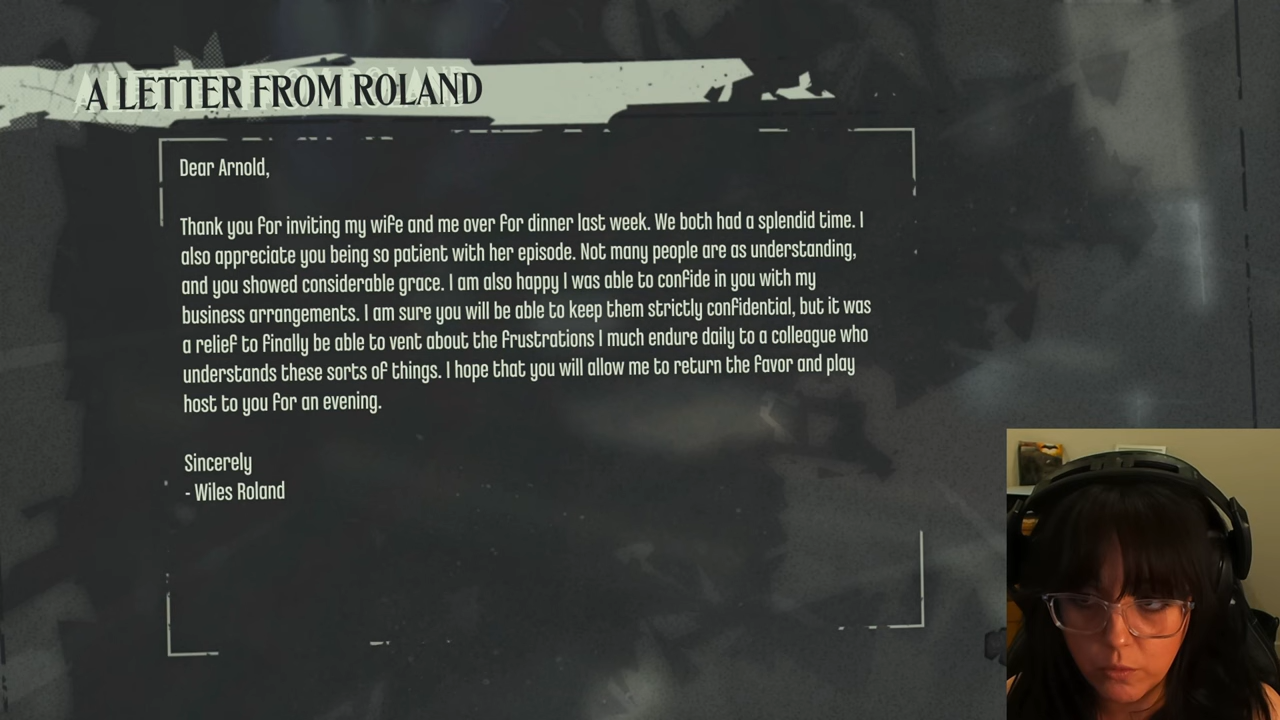 A LETTER FROM ROLAND
Dear Arnold,
Thank you for inviting my wife and me over for dinner last week. We both had a splendid time. I
also appreciate you being so patient with her episode. Not many people are as understanding,
and you showed considerable grace. I am also happy I was able to confide in you with my
business arrangements. I am sure you will be able to keep them strictly confidential, but it was
a relief to finally be able to vent about the frustrations I much endure daily to a colleague who
understands these sorts of things. I hope that you will allow me to return the favor and play
host to you for an evening.
Sincerely
- Wiles Roland